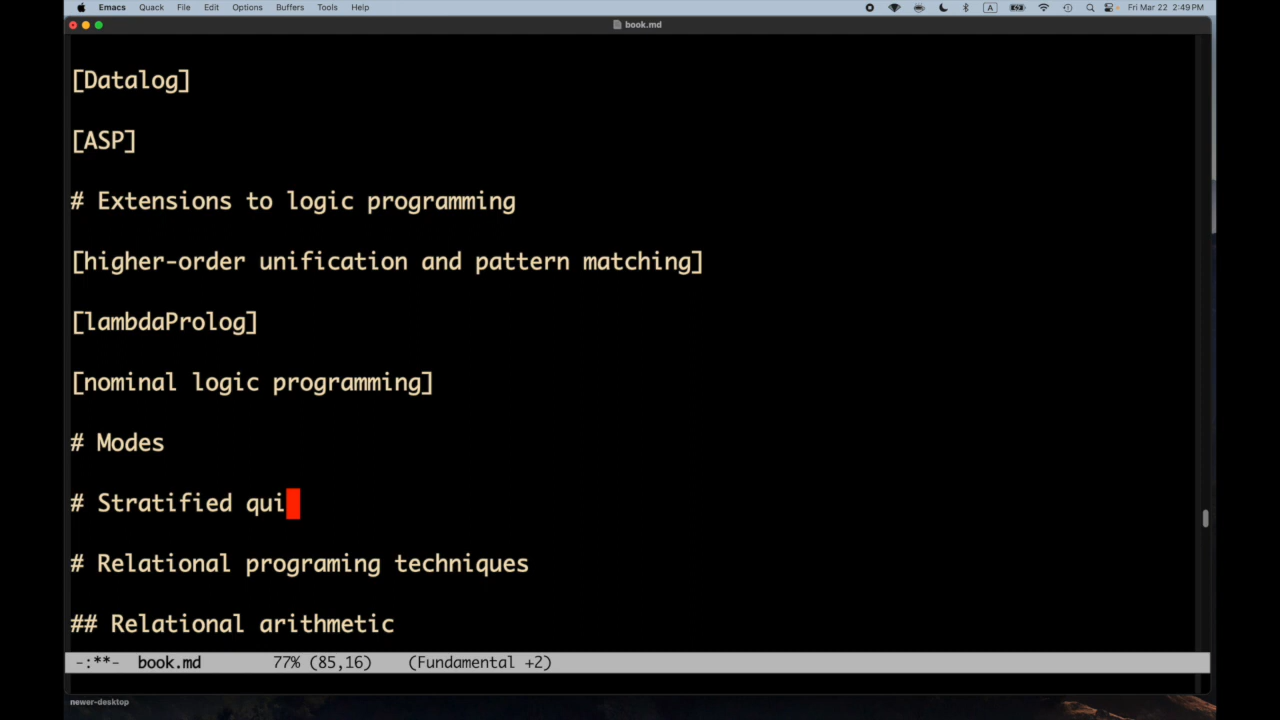 Emacs Quack File Edit Options Buffers Tools Help A Fri Mar 22 2:49 PM
book.md
[Datalog]
[ASP]
# Extensions to logic programming
[higher-order unification and pattern matching]
[lambdaProlog]
[nominal logic programming]
# Modes
# Stratified qui
# Relational programing techniques
## Relational arithmetic
-:**- book.md 77% (85,16) (Fundamental +2)
newer-desktop